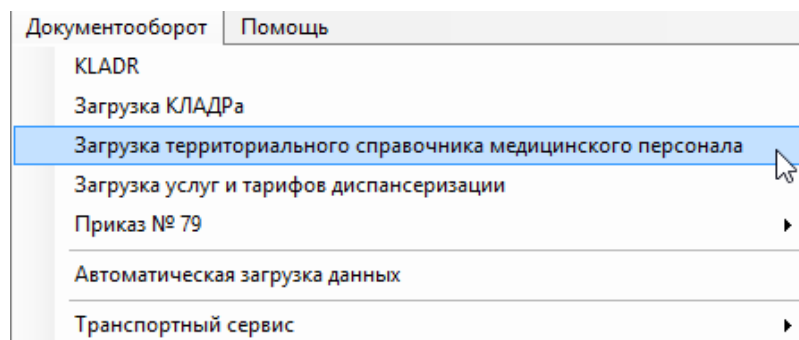 Документооборот Помощь
KLADR
Загрузка КЛАДРа
Загрузка территориального справочника медицинского персонала
Загрузка услуг и тарифов диспансеризации
Приказ № 79
Автоматическая загрузка данных
Транспортный сервис